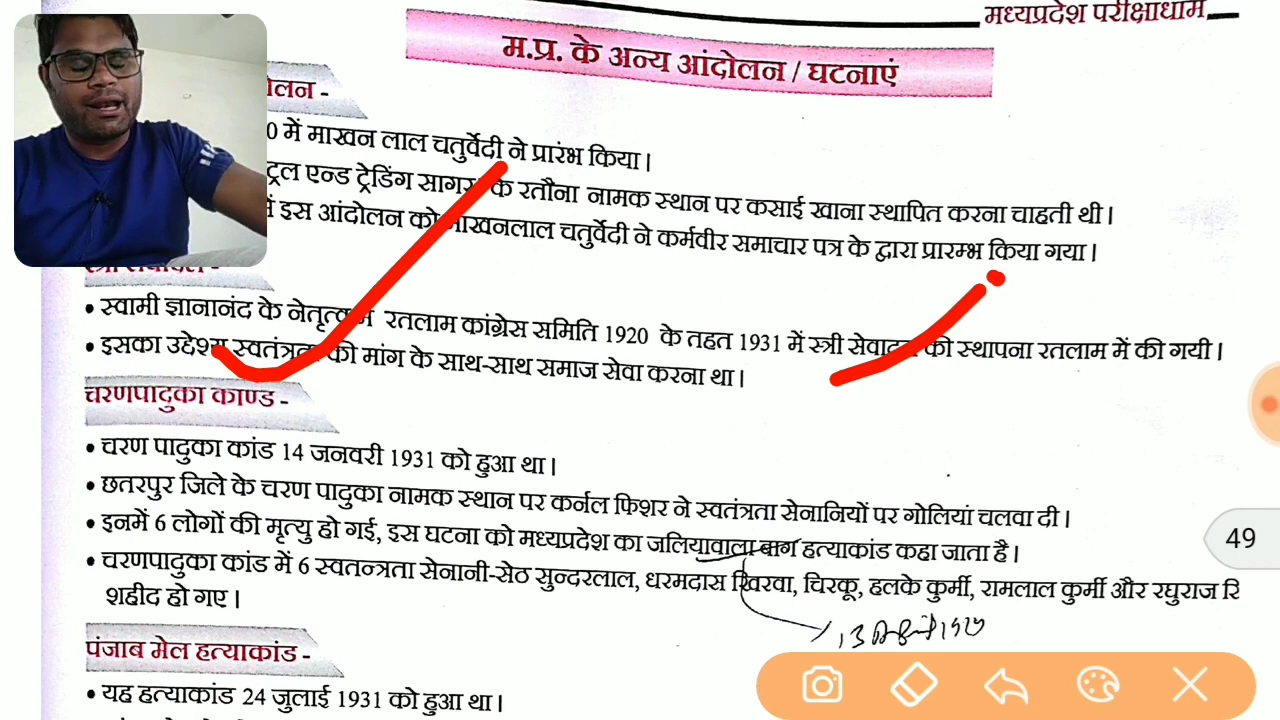 मध्यप्रदेश परीक्षाधाम
म.प्र. के अन्य आंदोलन / घटनाएं
0 में माखन लाल चतुर्वेदी ने प्रारंभ किया।
ट्रल एन्ड ट्रेडिंग सागर के रतौना नामक स्थान पर कसाई खाना स्थापित करना चाहती थी।
इस आंदोलन को माखनलाल चतुर्वेदी ने कर्मवीर समाचार पत्र के द्वारा प्रारम्भ किया गया।
• स्वामी ज्ञानानंद के नेतृत्व में रतलाम कांग्रेस समिति 1920 के तहत 1931 में स्त्री सेवादल की स्थापना रतलाम में की गयी।
• इसका उद्देश्य स्वतंत्रता की मांग के साथ-साथ समाज सेवा करना था।
चरणपादुका काण्ड -
• चरण पादुका कांड 14 जनवरी 1931 को हुआ था।
• छतरपुर जिले के चरण पादुका नामक स्थान पर कर्नल फिशर ने स्वतंत्रता सेनानियों पर गोलियां चलवा दी।
• इनमें 6 लोगों की मृत्यु हो गई, इस घटना को मध्यप्रदेश का जलियावाला बाग हत्याकांड कहा जाता है।
49
• चरणपादुका कांड में 6 स्वतन्त्रता सेनानी-सेठ सुन्दरलाल, धरमदास खिरवा, चिरकू, हलके कुर्मी, रामलाल कुर्मी और रघुराज
शहीद हो गए।
पंजाब मेल हत्याकांड -
• यह हत्याकांड 24 जुलाई 1931 को हुआ था।